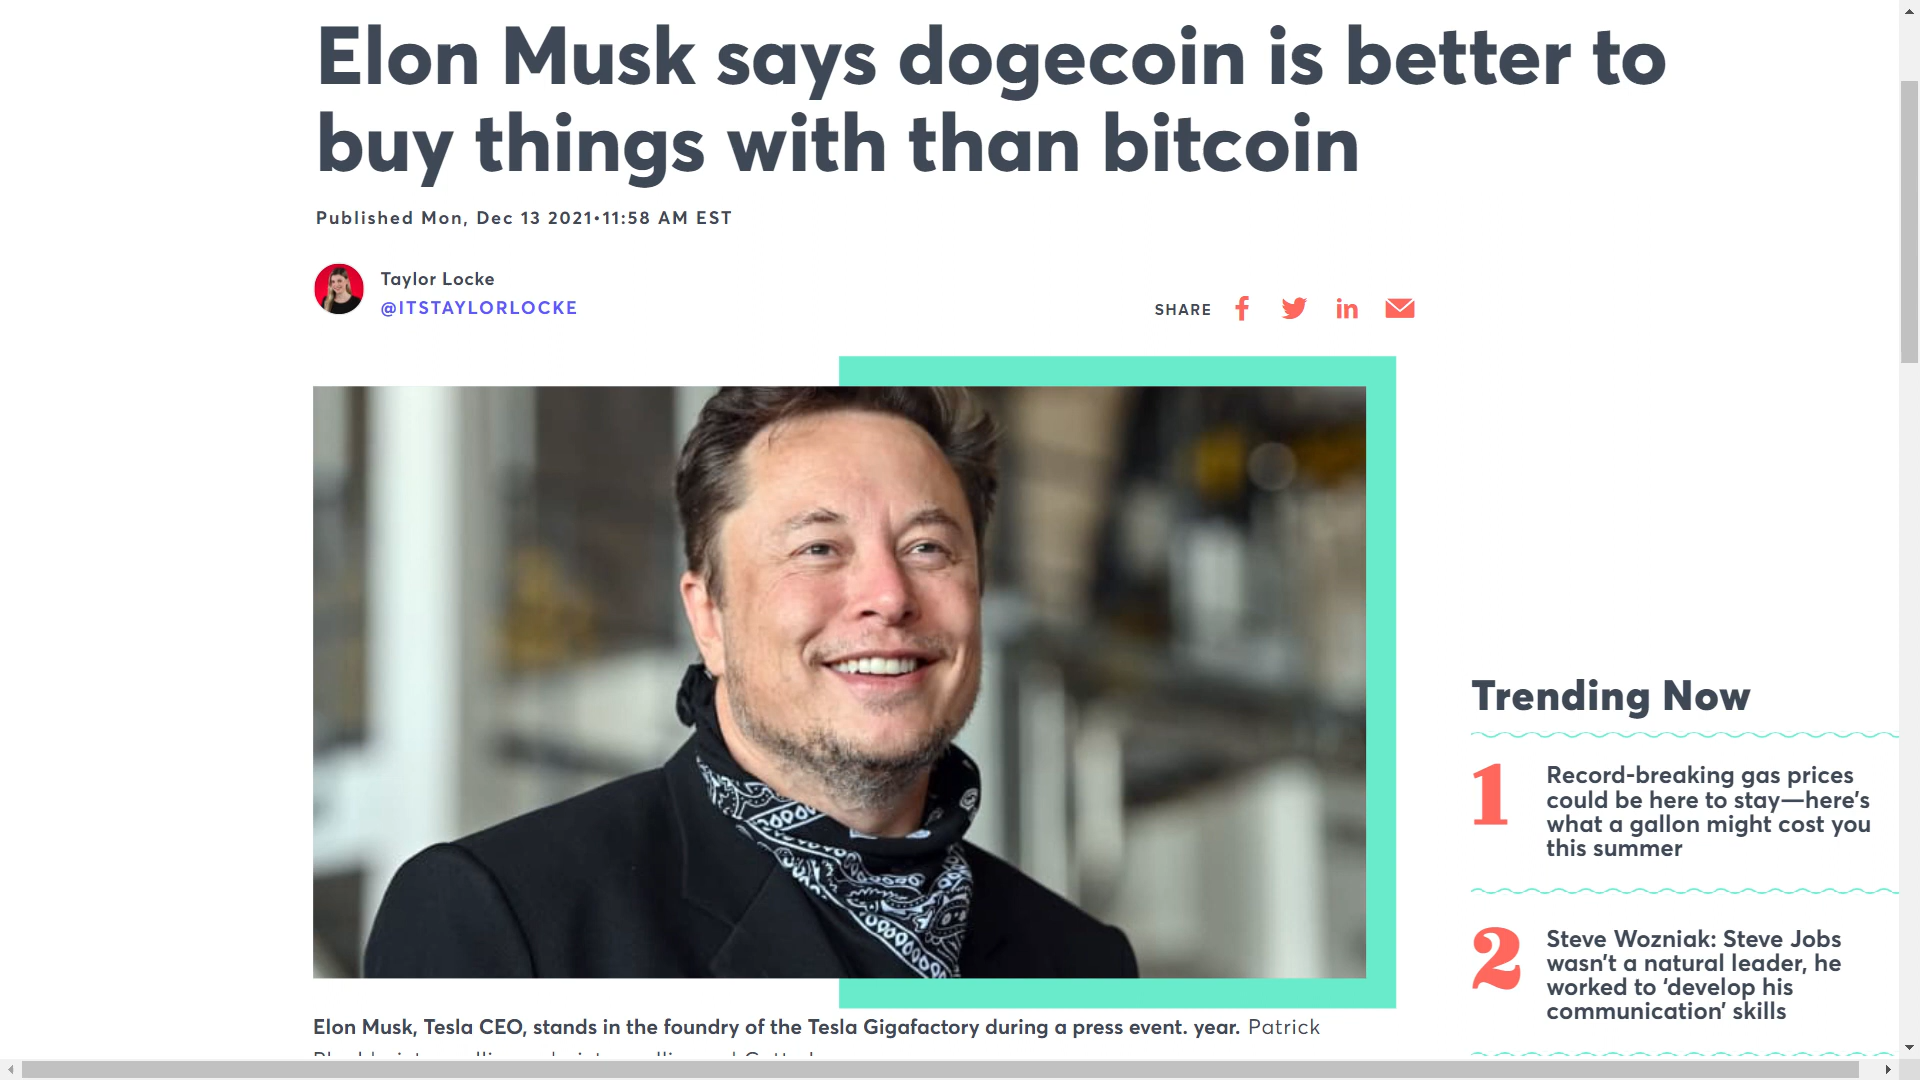 Elon Musk says dogecoin is better to
buy things with than bitcoin
Published Mon, Dec 13 2021•11:58 AM EST
Taylor Locke
@ITSTAYLORLOCKE
SHARE
Elon Musk, Tesla CEO, stands in the foundry of the Tesla Gigafactory during a press event. year. Patrick
Trending Now
1
Record-breaking gas prices
could be here to stay—here’s
what a gallon might cost you
this summer
2
Steve Wozniak: Steve Jobs
wasn’t a natural leader, he
worked to ‘develop his
communication’ skills